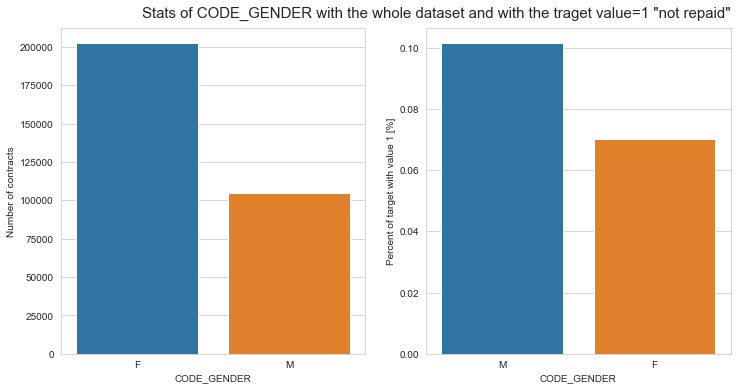 Stats of CODE_GENDER with the whole dataset and with the traget value=1 "not repaid"
Number of contracts
200000
175000
150000
125000
100000
75000
50000
25000
0
F
M
CODE_GENDER
Percent of target with value 1 [%]
0.10
0.08
0.06
0.04
0.02
0.00
M
F
CODE_GENDER